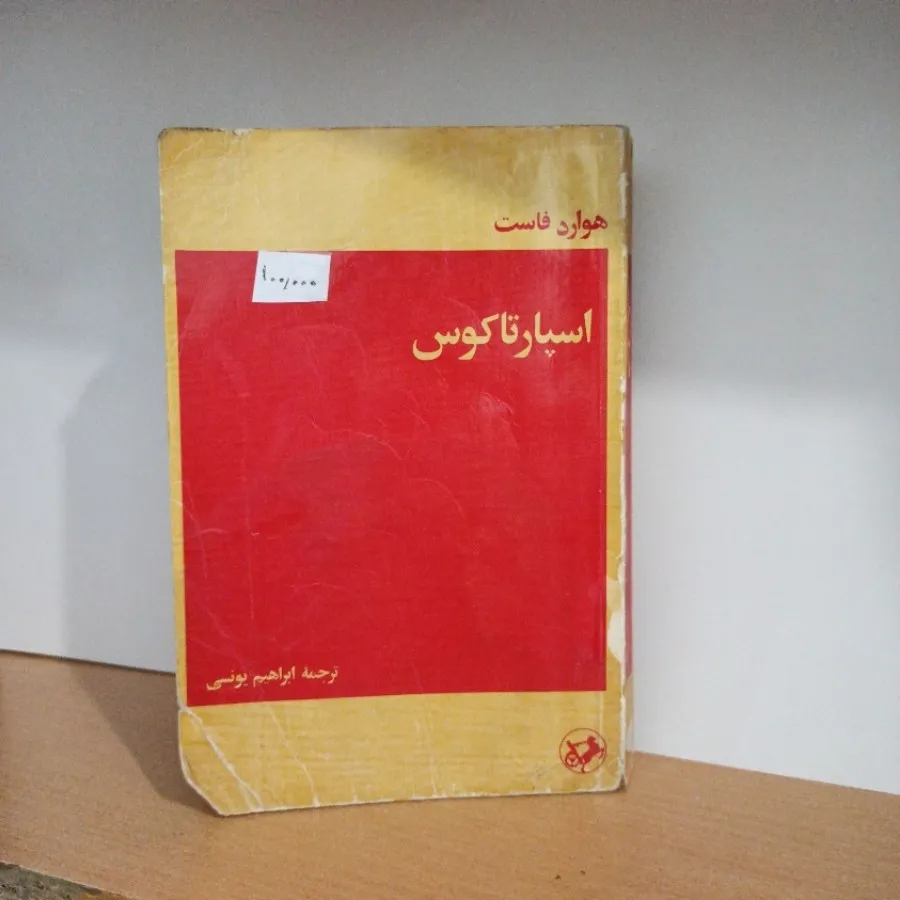 هوارد فاست
۱۰۰/۰۰۰
اسپارتاکوس
ترجمهٔ ابراهیم یونسی